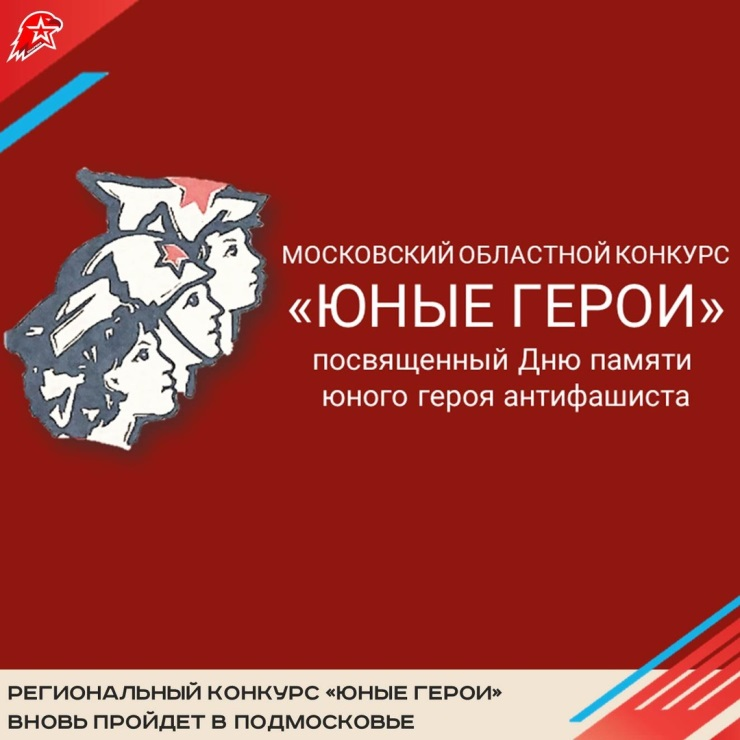 МОСКОВСКИЙ ОБЛАСТНОЙ КОНКУРС
«ЮНЫЕ ГЕРОИ»
посвященный Дню памяти
юного героя антифашиста
РЕГИОНАЛЬНЫЙ КОНКУРС «ЮНЫЕ ГЕРОИ»
ВНОВЬ ПРОЙДЕТ В ПОДМОСКОВЬЕ